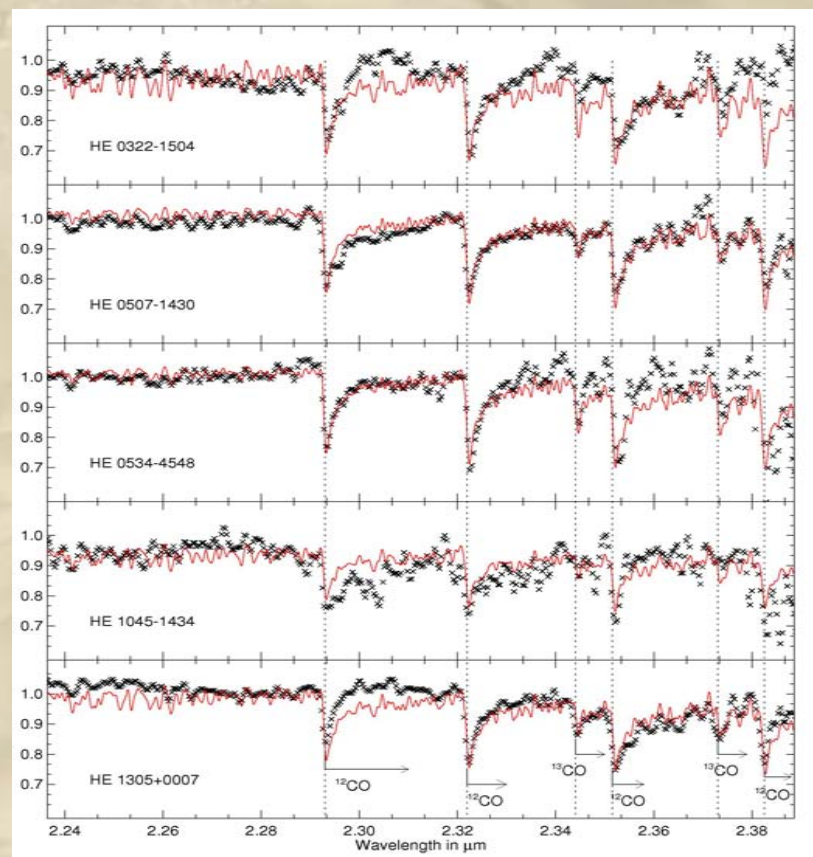 1.0
0.9
0.8
0.7
HE 0322-1504
1.0
0.9
0.8
0.7
HE 0507-1430
1.0
0.9
0.8
0.7
HE 0534-4548
1.0
0.9
0.8
0.7
HE 1045-1434
1.0
0.9
0.8
0.7
¹³CO ¹³CO
¹²CO ¹²CO ¹²CO ¹²CO
HE 1305+0007
2.24 2.26 2.28 2.30 2.32 2.34 2.36 2.38
Wavelength in μm